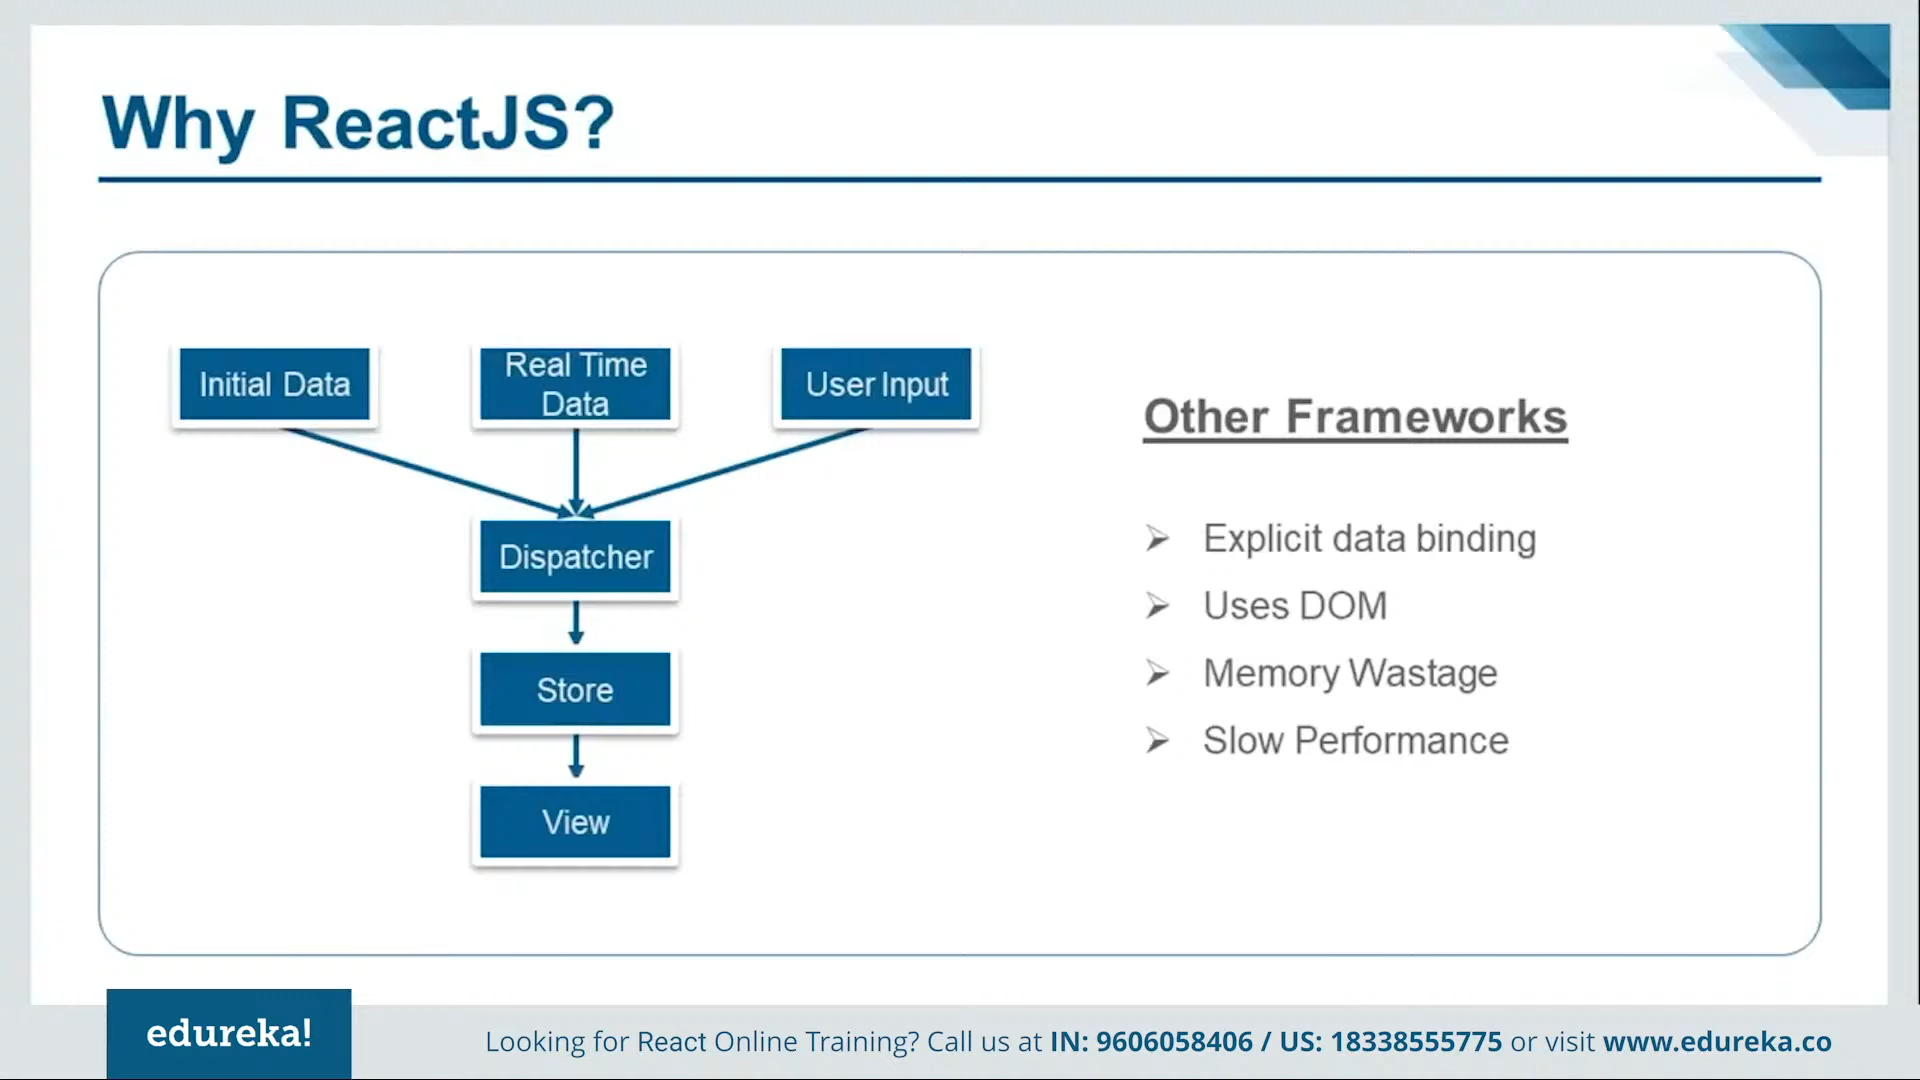 Why ReactJS?
Initial Data
Real Time
Data
User Input
Dispatcher
Store
View
Other Frameworks
Explicit data binding
Uses DOM
Memory Wastage
Slow Performance
edureka!
Looking for React Online Training? Call us at IN: 9606058406 / US: 18338555775 or visit www.edureka.co